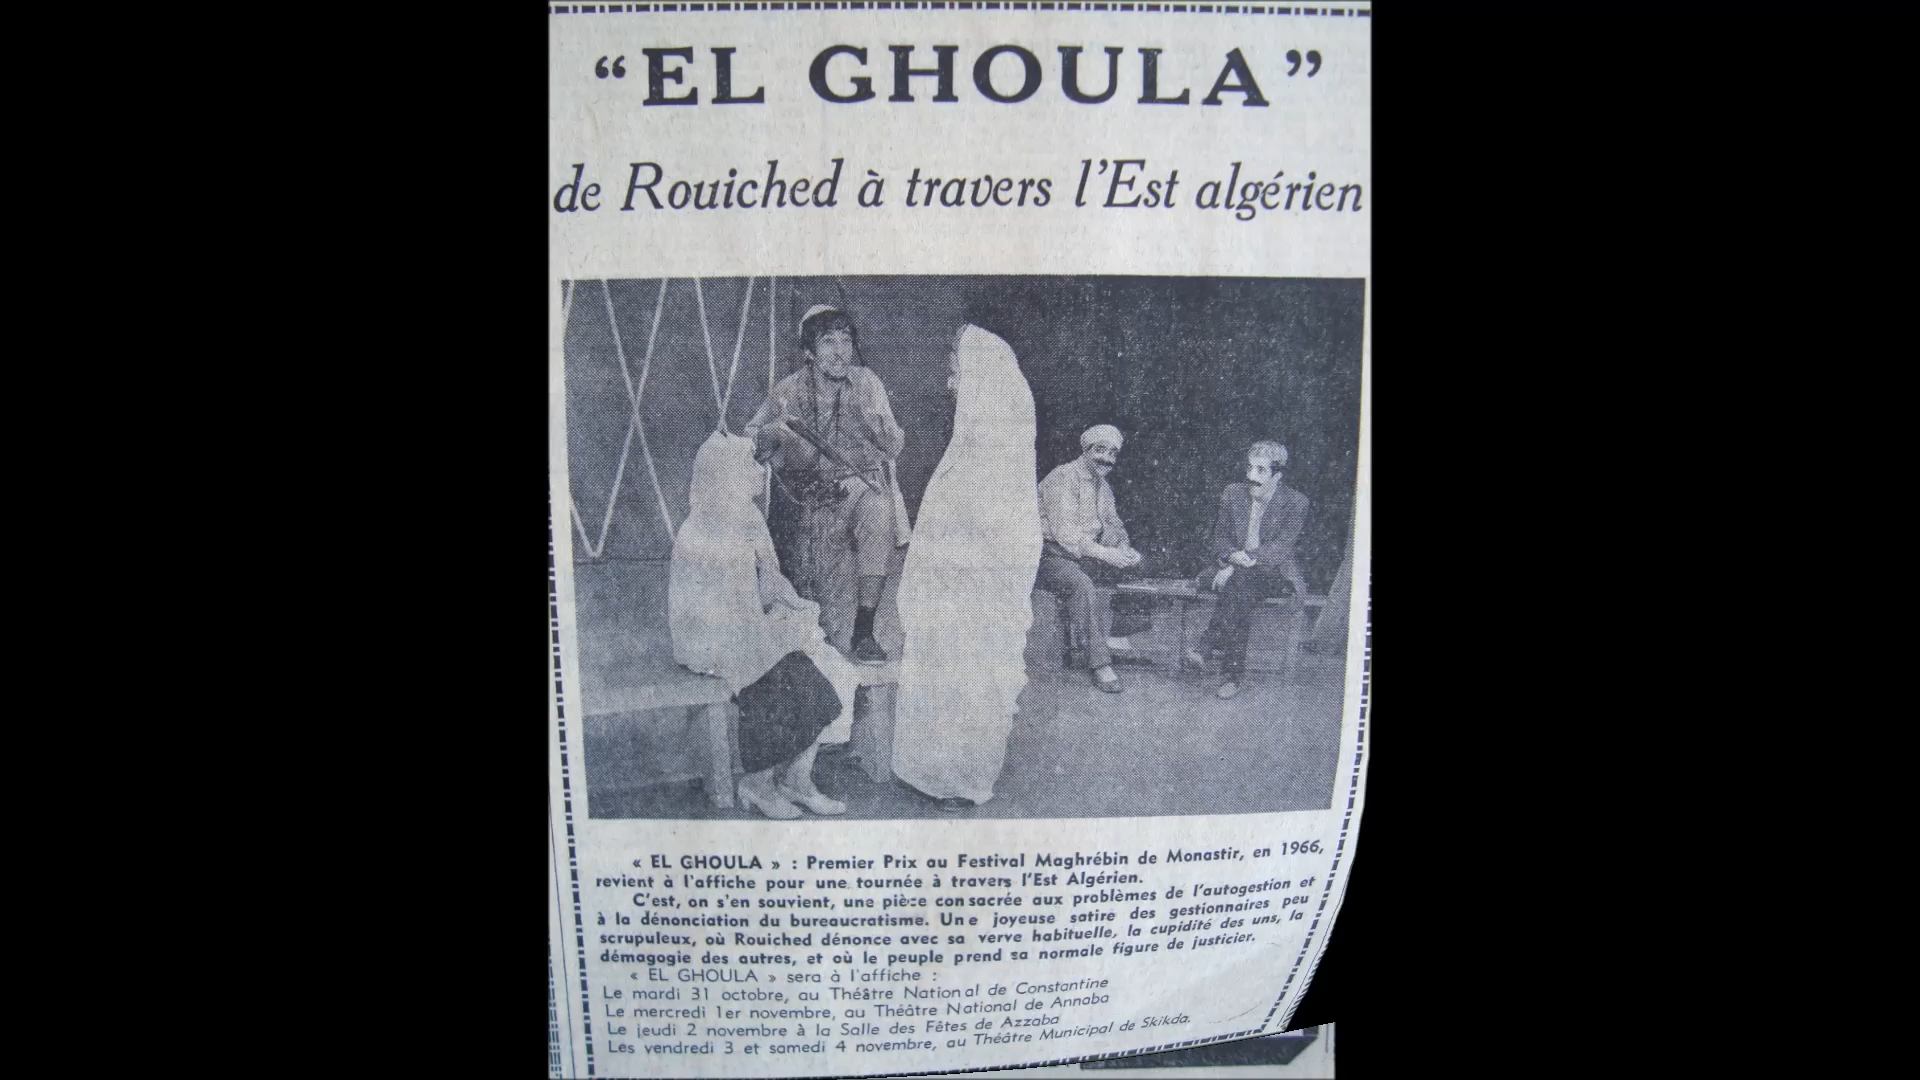 “EL GHOULA”
de Rouiched à travers l’Est algérien
« EL GHOULA » : Premier Prix au Festival Maghrébin de Monastir, en 1966,
revient à l’affiche pour une tournée à travers l’Est Algérien.
C’est, on s’en souvient, une pièce consacrée aux problèmes de l’autogestion et
à la dénonciation du bureaucratisme. Une joyeuse satire des gestionnaires peu
scrupuleux, où Rouiched dénonce avec sa verve habituelle, la cupidité des uns, la
démagogie des autres, et où le peuple prend sa normale figure de justicier.
« EL GHOULA » sera à l’affiche :
Le mardi 31 octobre, au Théâtre National de Constantine
Le mercredi 1er novembre, au Théâtre National de Annaba
Le jeudi 2 novembre à la Salle des Fêtes de Azzaba
Les vendredi 3 et samedi 4 novembre, au Théâtre Municipal de Skikda.